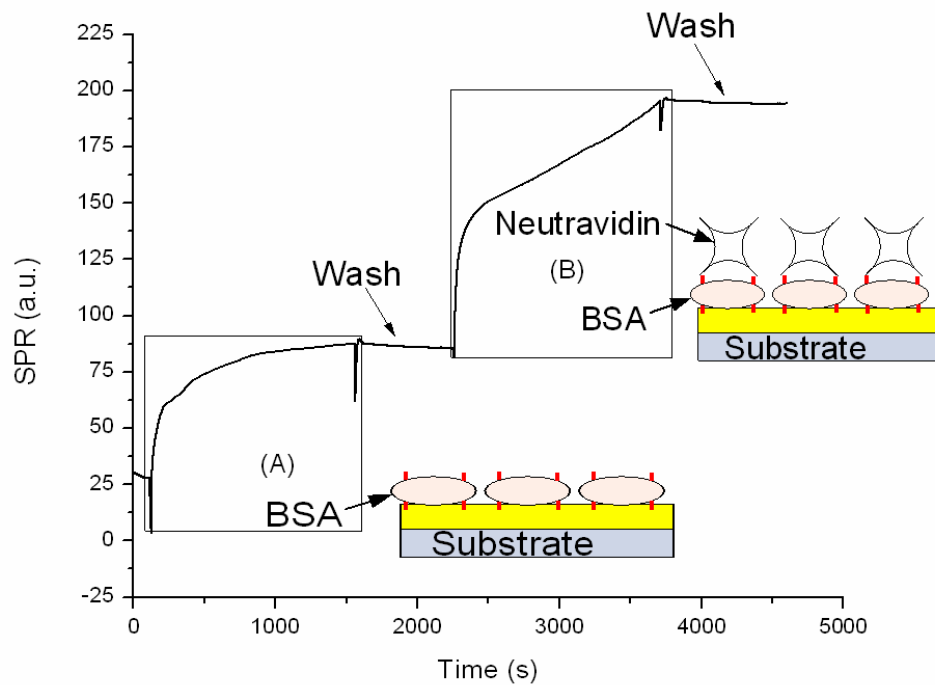 SPR (a.u.)
225
200
175
150
125
100
75
50
25
0
-25
Wash
Neutravidin
(B)
Wash
BSA
Substrate
(A)
BSA
Substrate
0
1000
2000
3000
4000
5000
Time (s)